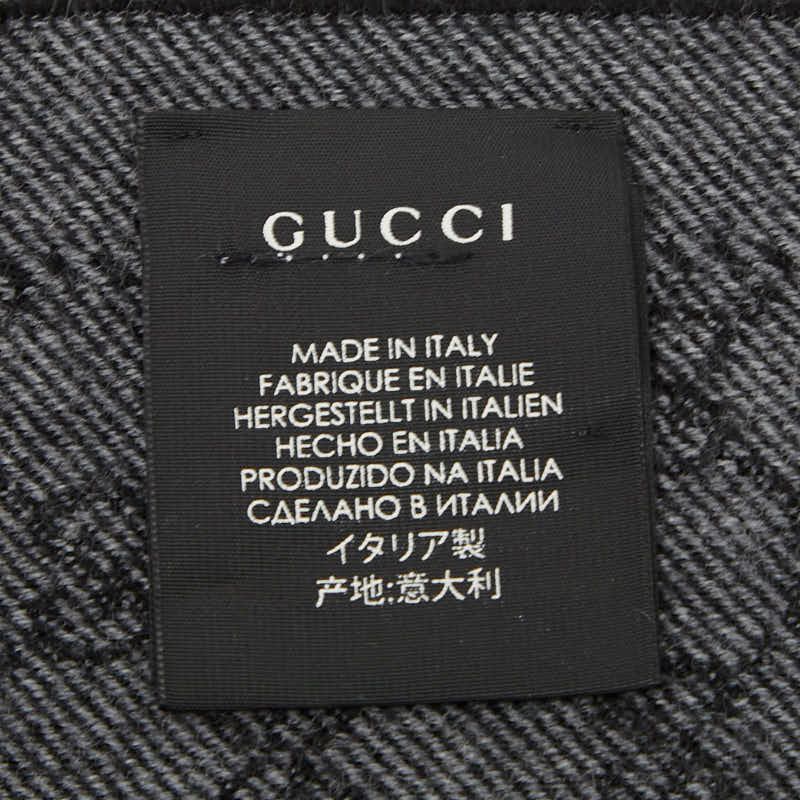 GUCCI
MADE IN ITALY
FABRIQUE EN ITALIE
HERGESTELLT IN ITALIEN
HECHO EN ITALIA
PRODUZIDO NA ITALIA
СДЕЛАНО В ИТАЛИИ
イタリア製
产地:意大利